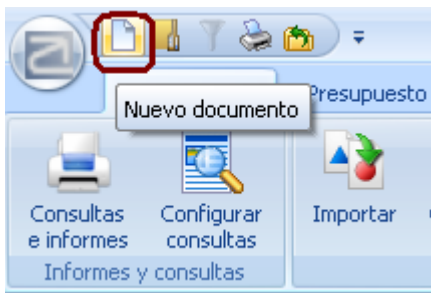 Nuevo documento
Presupuesto
Consultas
e informes
Configurar
consultas
Importar
Informes y consultas